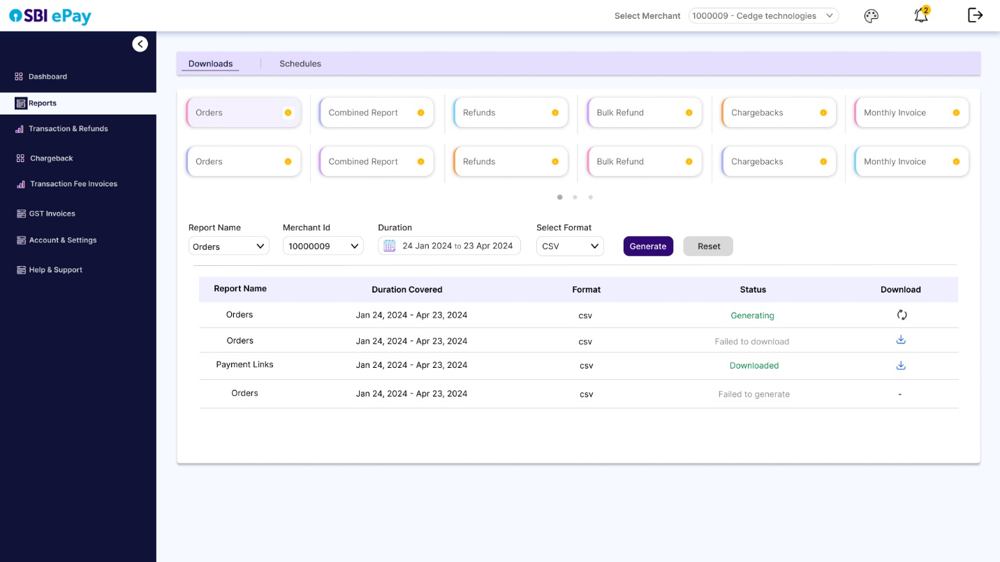 SBI ePay
Select Merchant
1000009 - Cedge technologies
2
Dashboard
Reports
Transaction & Refunds
Chargeback
Transaction Fee Invoices
GST Invoices
Account & Settings
Help & Support
Downloads
Schedules
Orders
Combined Report
Refunds
Bulk Refund
Chargebacks
Monthly Invoice
Orders
Combined Report
Refunds
Bulk Refund
Chargebacks
Monthly Invoice
Report Name
Merchant Id
Duration
Select Format
Orders
10000009
24 Jan 2024 to 23 Apr 2024
CSV
Generate
Reset
Report Name Duration Covered Format Status Download
Orders Jan 24, 2024 - Apr 23, 2024 csv Generating
Orders Jan 24, 2024 - Apr 23, 2024 csv Failed to download
Payment Links Jan 24, 2024 - Apr 23, 2024 csv Downloaded
Orders Jan 24, 2024 - Apr 23, 2024 csv Failed to generate -